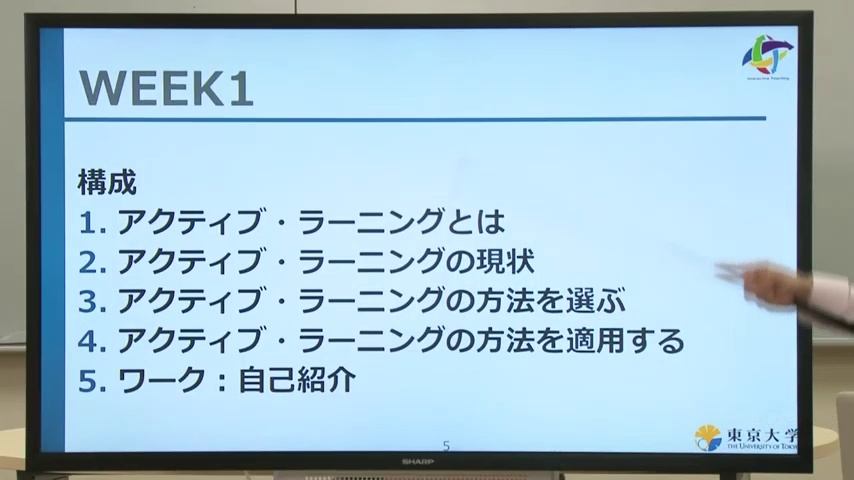 WEEK1
Interactive Teaching
構成
1. アクティブ・ラーニングとは
2. アクティブ・ラーニングの現状
3. アクティブ・ラーニングの方法を選ぶ
4. アクティブ・ラーニングの方法を適用する
5. ワーク：自己紹介
5
東京大学
THE UNIVERSITY OF TOKYO
SHARP